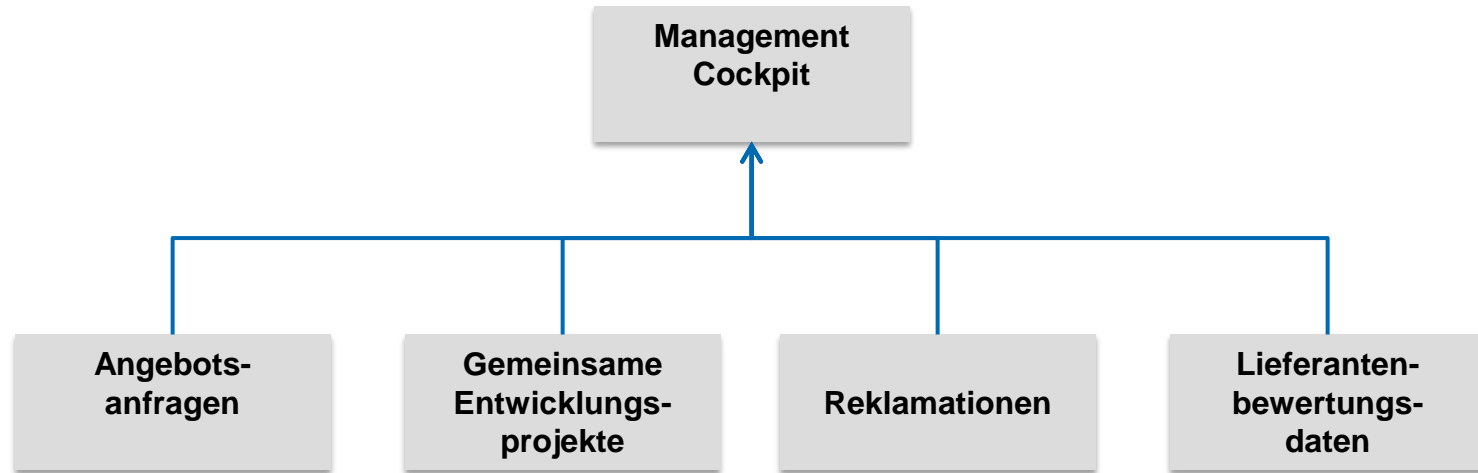 Management
Cockpit
Angebots-
anfragen
Gemeinsame
Entwicklungs-
projekte
Reklamationen
Lieferanten-
bewertungs-
daten